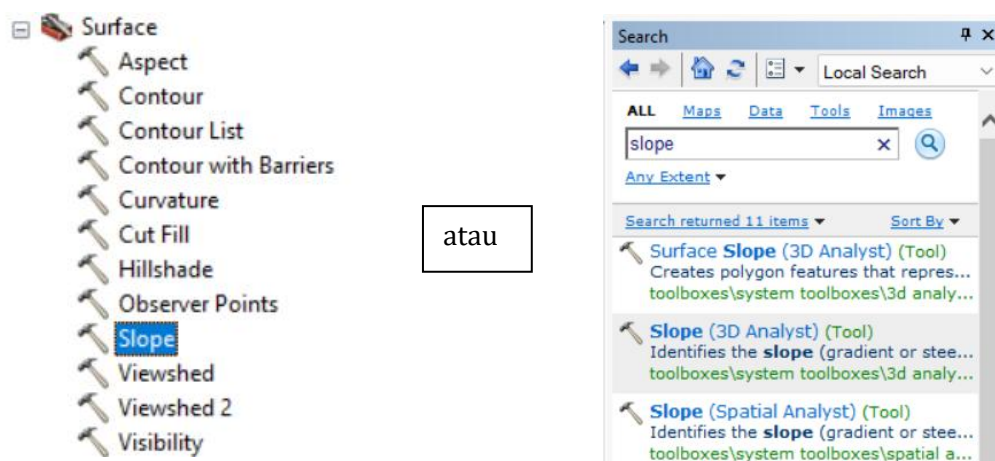 Surface
Aspect
Contour
Contour List
Contour with Barriers
Curvature
Cut Fill
Hillshade
Observer Points
Slope
Viewshed
Viewshed 2
Visibility
atau
Search
Local Search
ALL Maps Data Tools Images
slope
Any Extent
Search returned 11 items Sort By
Surface Slope (3D Analyst) (Tool)
Creates polygon features that repres...
toolboxes\system toolboxes\3d analy...
Slope (3D Analyst) (Tool)
Identifies the slope (gradient or stee...
toolboxes\system toolboxes\3d analy...
Slope (Spatial Analyst) (Tool)
Identifies the slope (gradient or stee...
toolboxes\system toolboxes\spatial a...